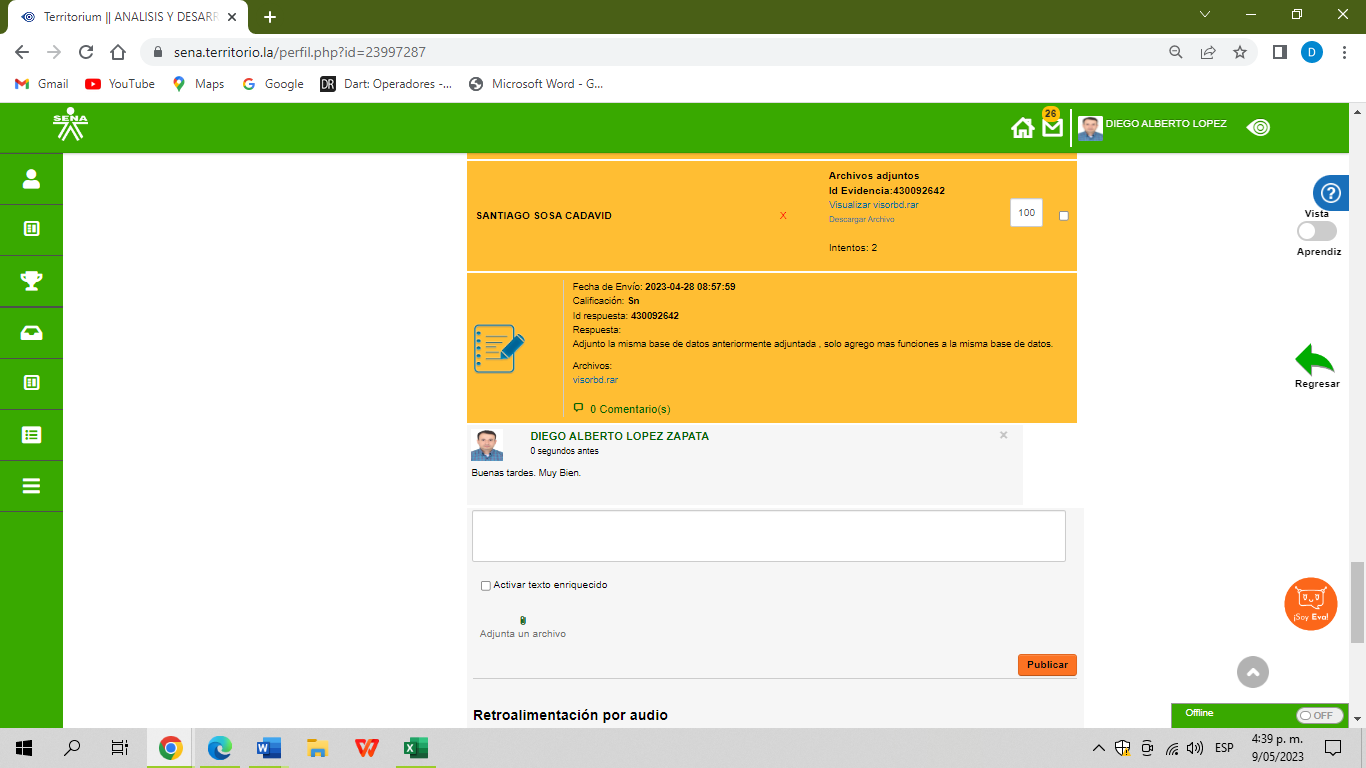 Territorium || ANALISIS Y DESARR
sena.territorio.la/perfil.php?id=23997287
D
Gmail
YouTube
Maps
Google
DR
Dart: Operadores -...
Microsoft Word - G...
SENA
26
DIEGO ALBERTO LOPEZ
Archivos adjuntos
Id Evidencia:430092642
Visualizar visorbd.rar
Descargar Archivo
SANTIAGO SOSA CADAVID
X
100
Intentos: 2
Vista
Aprendiz
Fecha de Envío: 2023-04-28 08:57:59
Calificación: Sn
Id respuesta: 430092642
Respuesta:
Adjunto la misma base de datos anteriormente adjuntada , solo agrego mas funciones a la misma base de datos.
Archivos:
visorbd.rar
0 Comentario(s)
Regresar
DIEGO ALBERTO LOPEZ ZAPATA
0 segundos antes
Buenas tardes. Muy Bien.
Activar texto enriquecido
Adjunta un archivo
¡Soy Eva!
Publicar
Retroalimentación por audio
Offline
OFF
ESP
4:39 p. m.
9/05/2023